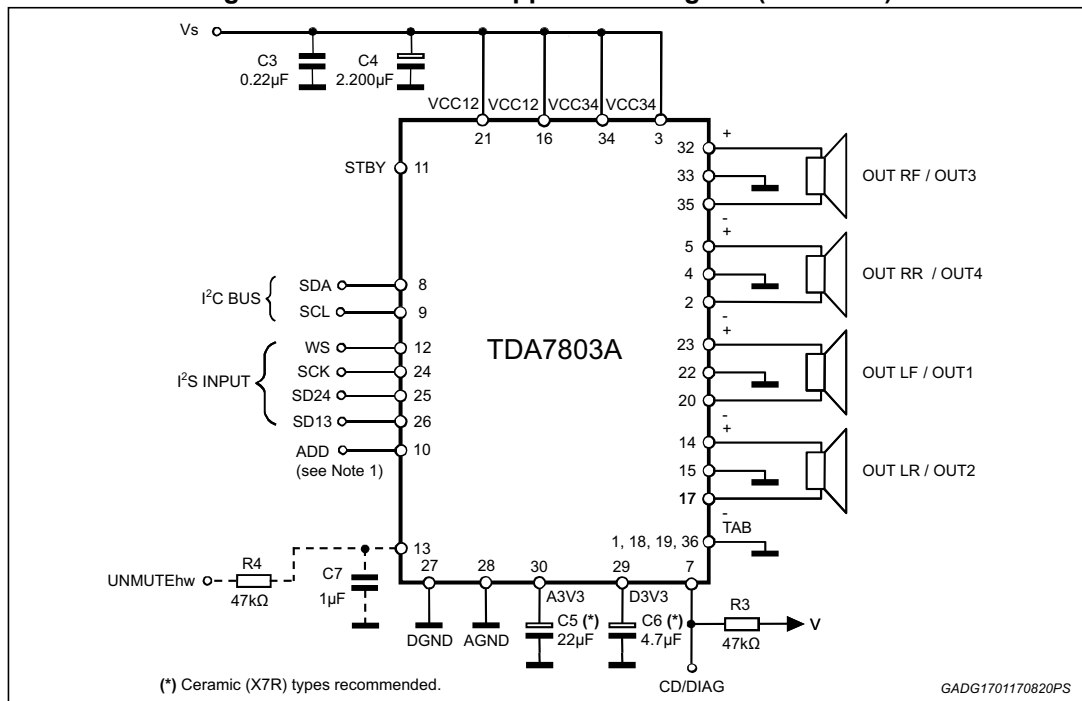 Vs
C3
0.22µF
C4
2.200µF
VCC12 VCC12 VCC34 VCC34
21 16 34 3
STBY 11
I²C BUS
SDA 8
SCL 9
I²S INPUT
WS 12
SCK 24
SD24 25
SD13 26
ADD 10
(see Note 1)
TDA7803A
+
32
33
35
-
OUT RF / OUT3
+
5
4
2
-
OUT RR / OUT4
+
23
22
20
-
OUT LF / OUT1
+
14
15
17
-
OUT LR / OUT2
TAB
1, 18, 19, 36
13
UNMUTEhw
R4
47kΩ
C7
1µF
27 28 30 29 7
A3V3 D3V3
DGND AGND
C5 (*)
22µF
C6 (*)
4.7µF
R3
47kΩ
V
CD/DIAG
(*) Ceramic (X7R) types recommended.
GADG1701170820PS